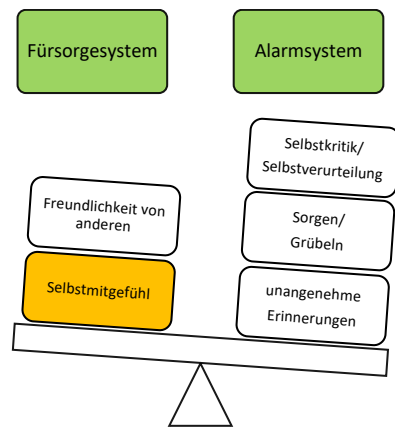 Fürsorgesystem
Alarmsystem
Freundlichkeit von
anderen
Selbstmitgefühl
Selbstkritik/
Selbstverurteilung
Sorgen/
Grübeln
unangenehme
Erinnerungen